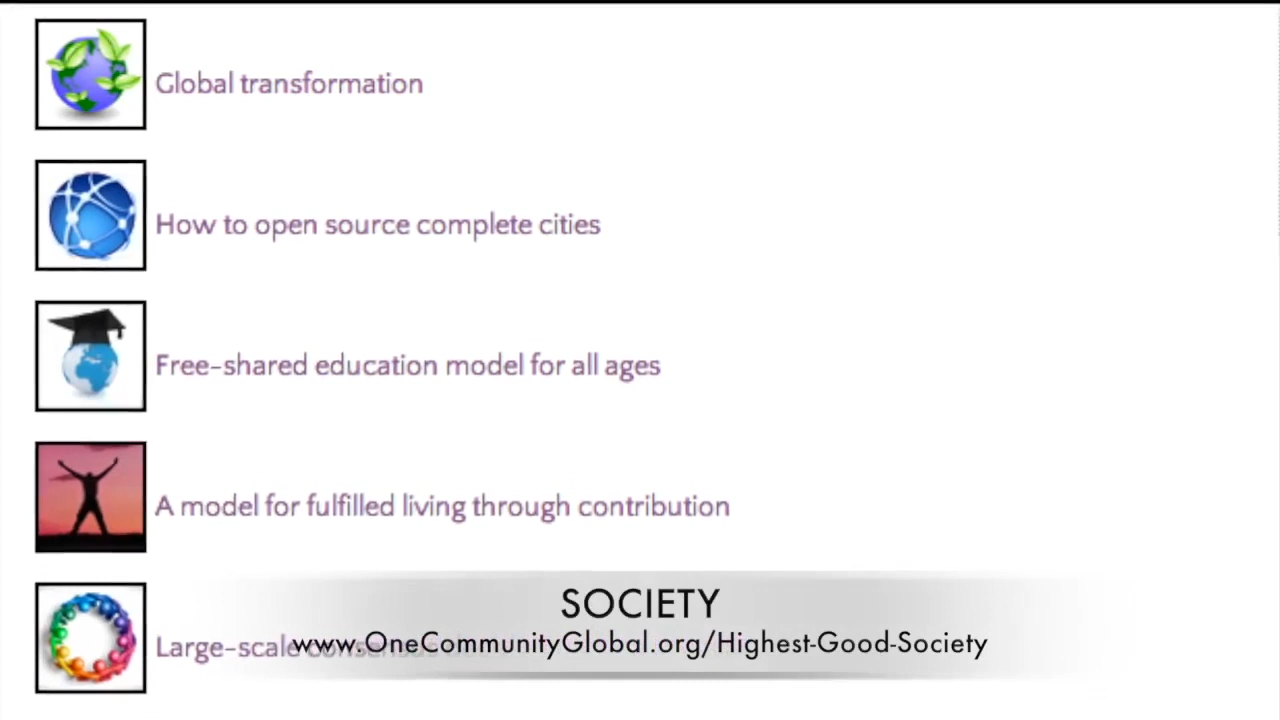 Global transformation
How to open source complete cities
Free-shared education model for all ages
A model for fulfilled living through contribution
SOCIETY
Large-scale
www.OneCommunityGlobal.org/Highest-Good-Society